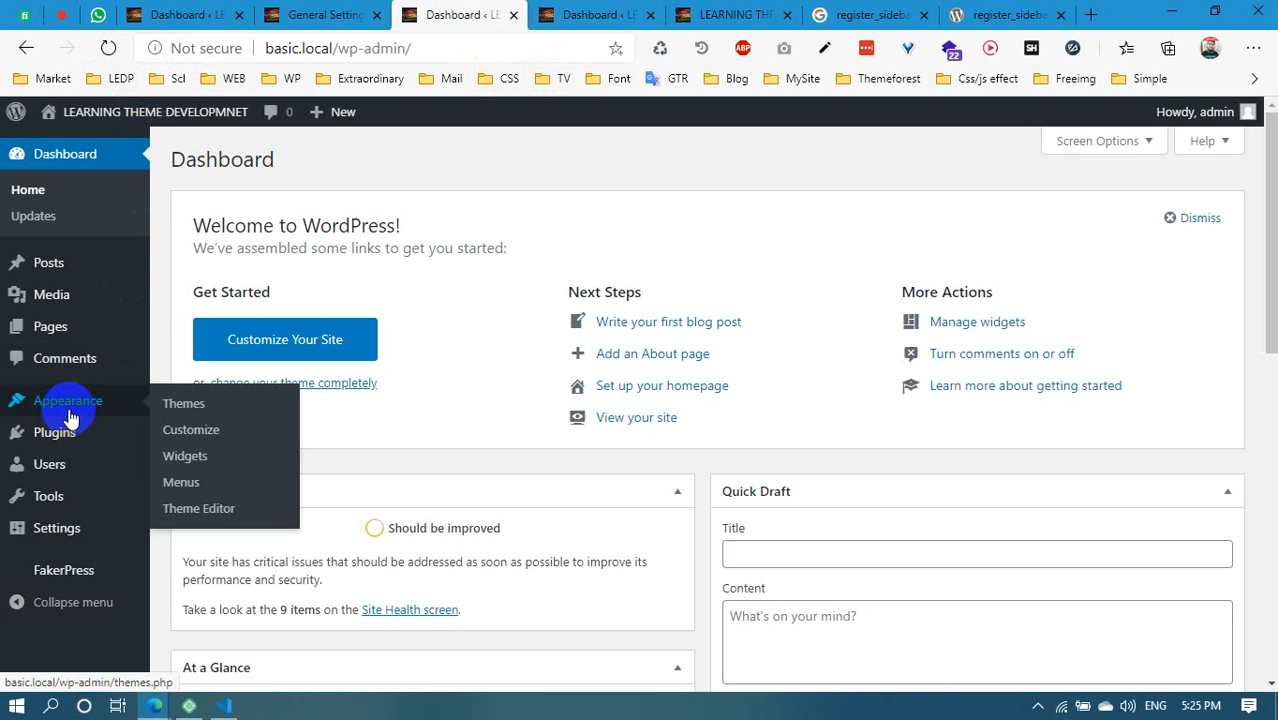 Dashboard ‹ LE
General Setting
Dashboard ‹ LE
Dashboard ‹ LE
LEARNING THE
register_sideba
register_sideba
Not secure
basic.local/wp-admin/
ABP
22
SH
Market
LEDP
Scl
WEB
WP
Extraordinary
Mail
CSS
TV
Font
GTR
Blog
MySite
Themeforest
Css/js effect
Freeimg
Simple
LEARNING THEME DEVELOPMNET
0
New
Howdy, admin
Dashboard
Home
Updates
Posts
Media
Pages
Comments
Appearance
Plugins
Users
Tools
Settings
FakerPress
Collapse menu
Themes
Customize
Widgets
Menus
Theme Editor
Dashboard
Screen Options
Help
Welcome to WordPress!
We've assembled some links to get you started:
Dismiss
Get Started
Customize Your Site
or, change your theme completely
Next Steps
Write your first blog post
Add an About page
Set up your homepage
View your site
More Actions
Manage widgets
Turn comments on or off
Learn more about getting started
Should be improved
Your site has critical issues that should be addressed as soon as possible to improve its
performance and security.
Take a look at the 9 items on the Site Health screen.
At a Glance
Quick Draft
Title
Content
What's on your mind?
basic.local/wp-admin/themes.php
ENG
5:25 PM